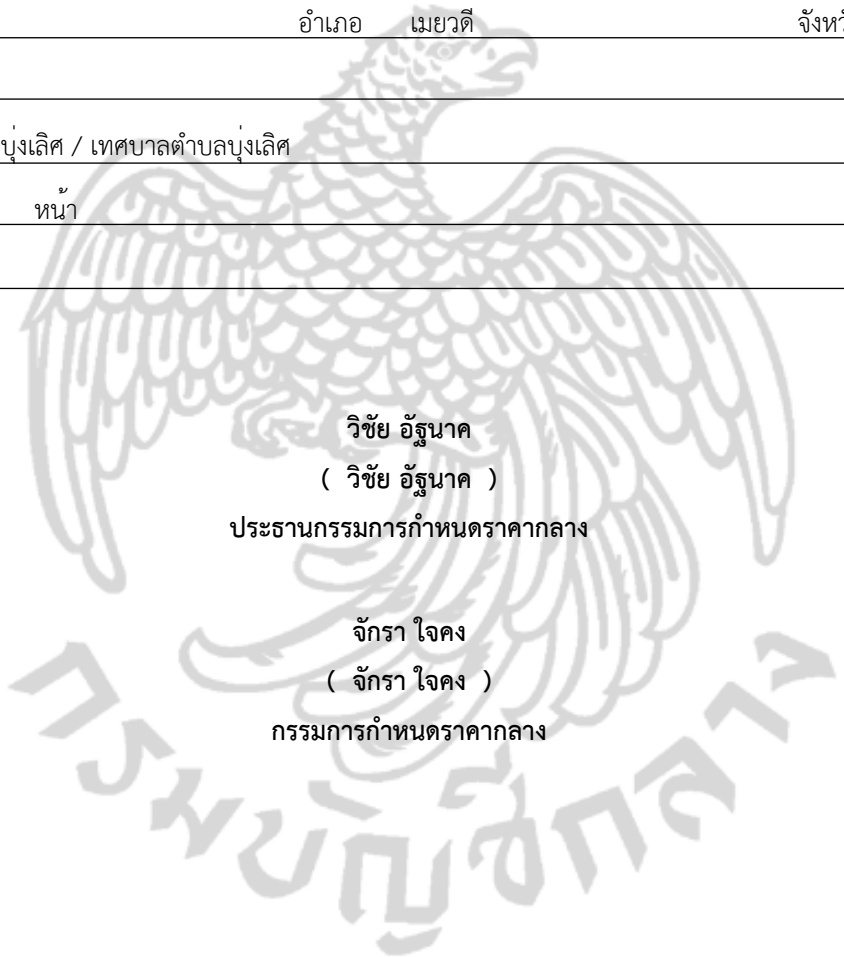 อำเภอ เมยวดี จังหวั
บุ่งเลิศ / เทศบาลตำบลบุ่งเลิศ
หน้า
วิชัย อัฐนาค
( วิชัย อัฐนาค )
ประธานกรรมการกำหนดราคากลาง
จักรา ใจคง
( จักรา ใจคง )
กรรมการกำหนดราคากลาง
กรมบัญชีกลาง